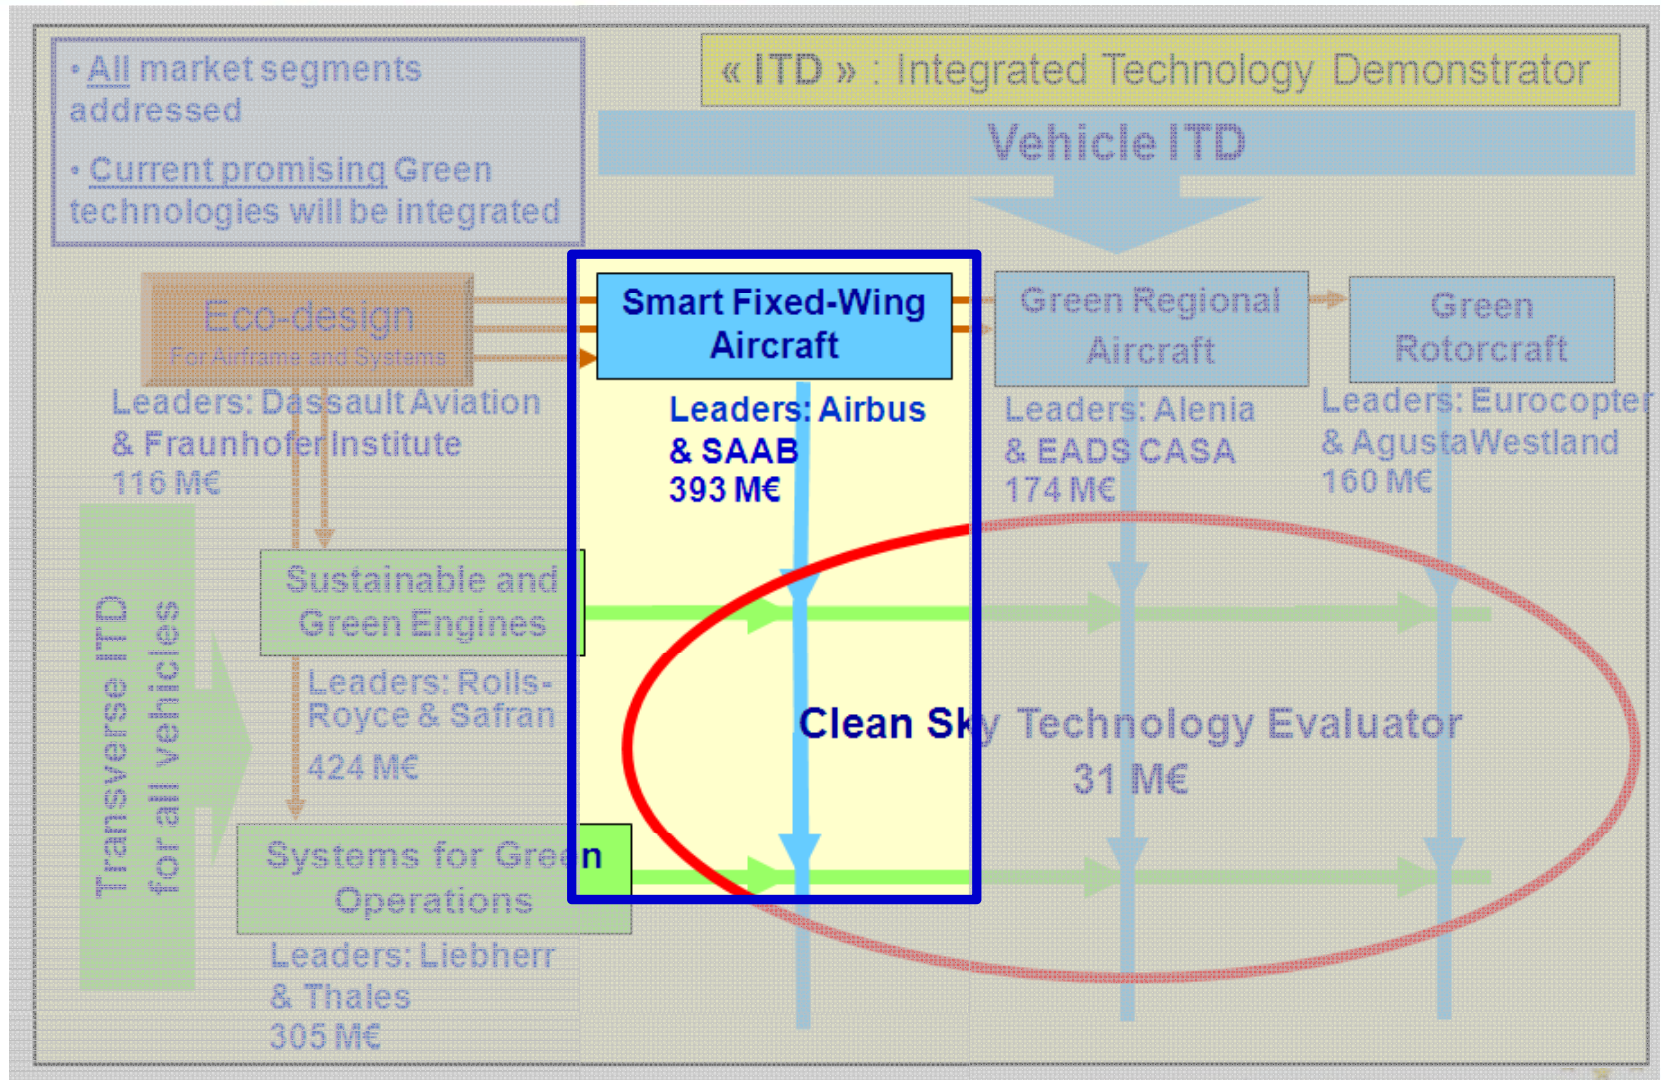 • All market segments
addressed
• Current promising Green
technologies will be integrated
« ITD » : Integrated Technology Demonstrator
Vehicle ITD
Eco-design
For Airframe and Systems
Leaders: Dassault Aviation
& Fraunhofer Institute
116 M€
Smart Fixed-Wing
Aircraft
Leaders: Airbus
& SAAB
393 M€
Green Regional
Aircraft
Leaders: Alenia
& EADS CASA
174 M€
Green
Rotorcraft
Leaders: Eurocopter
& AgustaWestland
160 M€
Transverse ITD
for all vehicles
Sustainable and
Green Engines
Leaders: Rolls-
Royce & Safran
424 M€
Clean Sky Technology Evaluator
31 M€
Systems for Green
Operations
Leaders: Liebherr
& Thales
305 M€